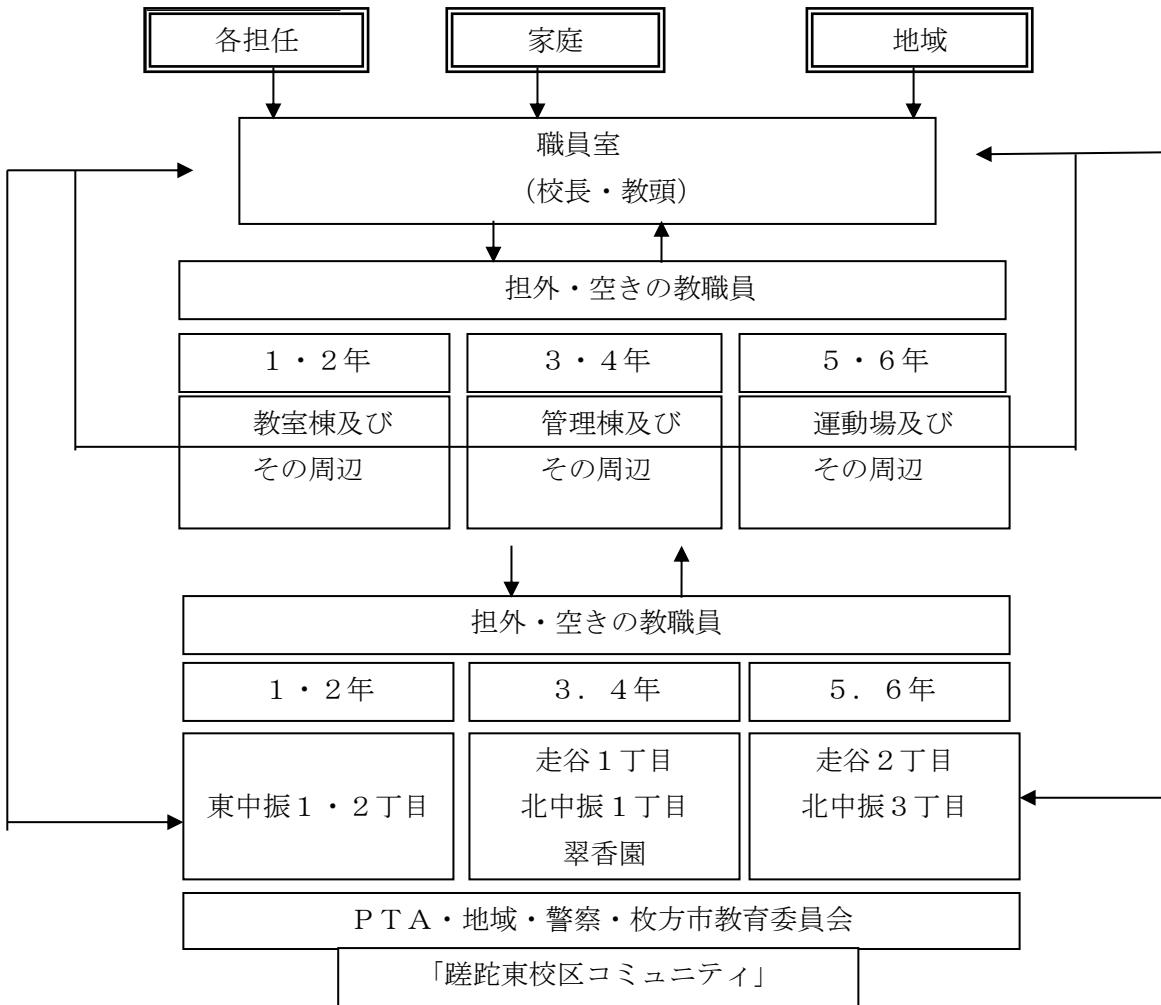 各担任
家庭
地域
職員室
(校長・教頭)
担外・空きの教職員
１・２年
３・４年
５・６年
教室棟及び
その周辺
管理棟及び
その周辺
運動場及び
その周辺
担外・空きの教職員
１・２年
３．４年
５．６年
東中振１・２丁目
走谷１丁目
北中振１丁目
翠香園
走谷２丁目
北中振３丁目
ＰＴＡ・地域・警察・枚方市教育委員会
「蹉跎東校区コミュニティ」